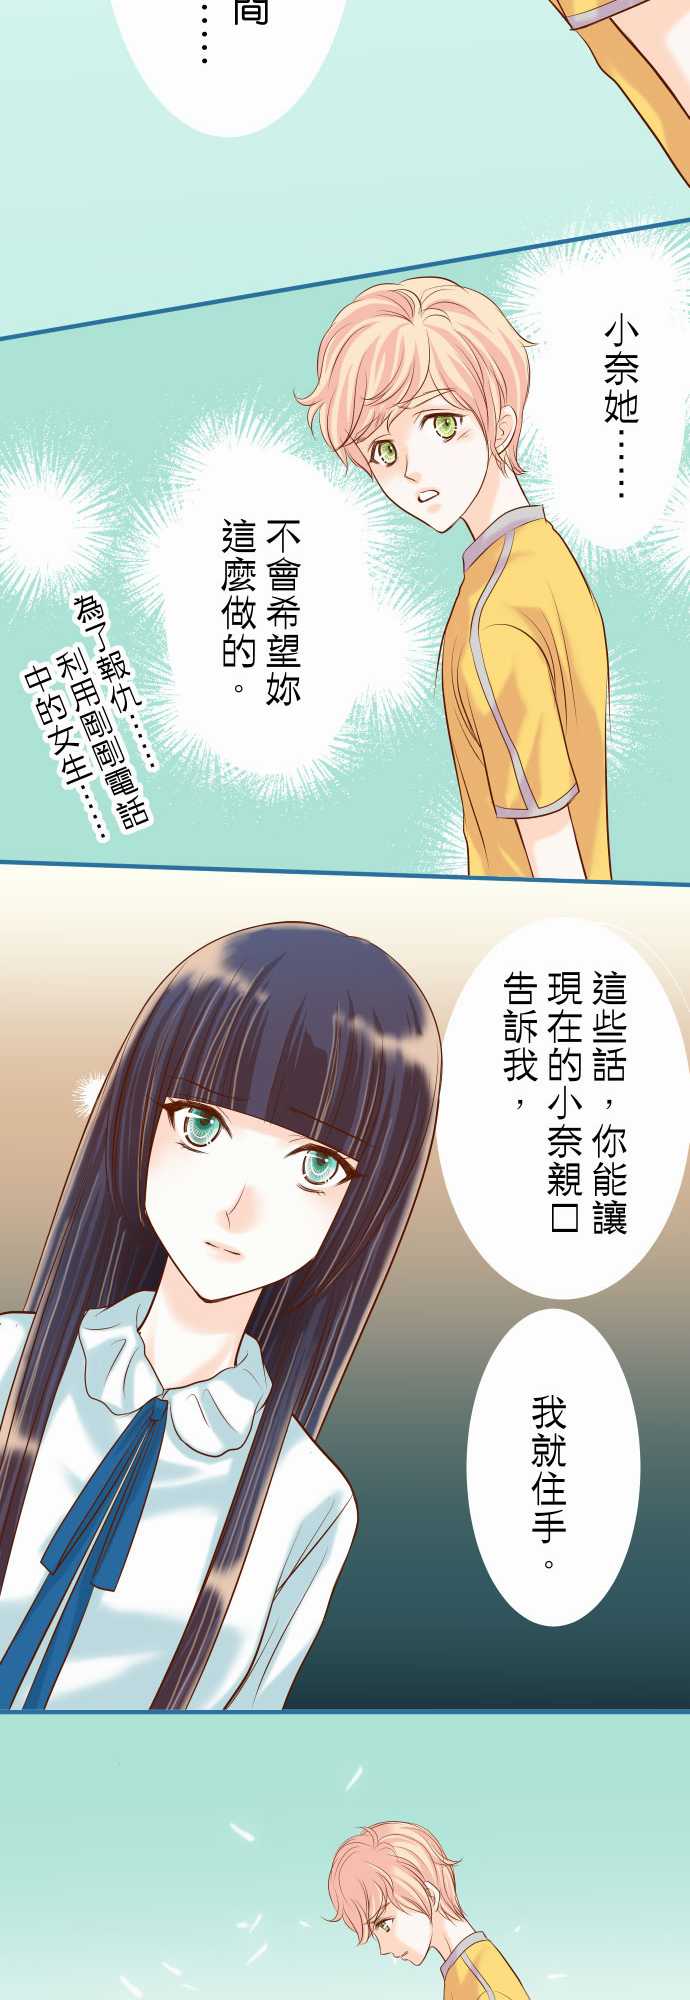 間
……
小奈她……
不會希望妳
這麼做的。
為了報仇……
利用剛剛電話
中的女生……
這些話，你能讓
現在的小奈親口
告訴我，
我就住手。